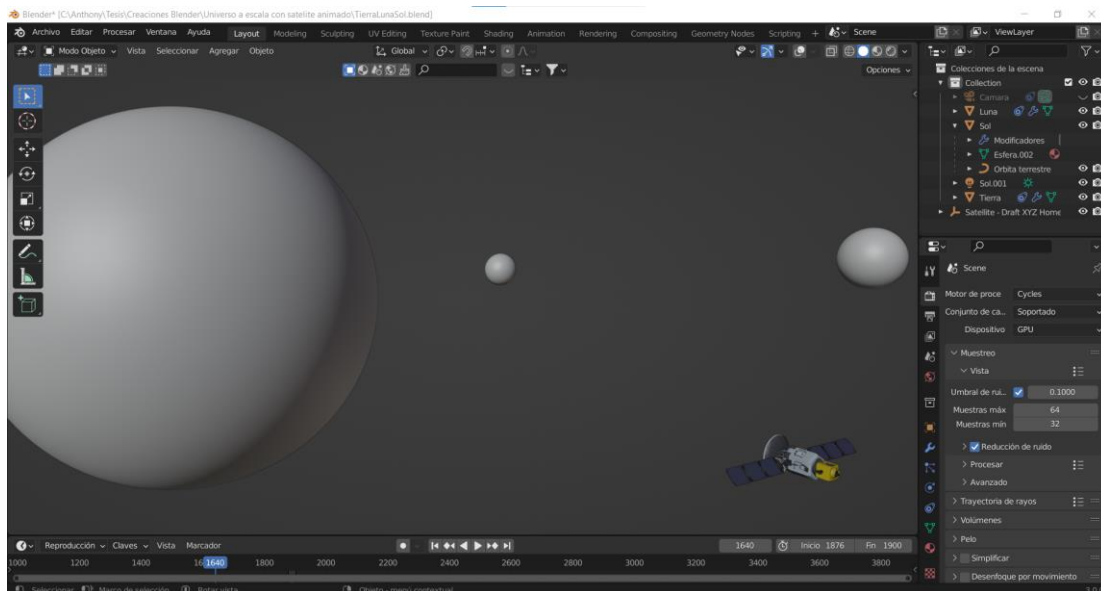 Blender* [C:\Anthony\Tesis\Creaciones Blender\Universo a escala con satelite animado\TierraLunaSol.blend]
Archivo Editar Procesar Ventana Ayuda Layout Modeling Sculpting UV Editing Texture Paint Shading Animation Rendering Compositing Geometry Nodes Scripting + Scene ViewLayer
Modo Objeto Vista Seleccionar Agregar Objeto Global
Opciones
Colecciones de la escena
Collection
Camara
Luna
Sol
Modificadores
Esfera.002
Orbita terrestre
Sol.001
Tierra
Satellite - Draft XYZ Home
Scene
Motor de proce Cycles
Conjunto de ca... Soportado
Dispositivo GPU
Muestreo
Vista
Umbral de rui... 0.1000
Muestras máx 64
Muestras mín 32
Reducción de ruido
Procesar
Avanzado
Trayectoria de rayos
Volúmenes
Pelo
Simplificar
Desenfoque por movimiento
Reproducción Claves Vista Marcador 1640 Inicio 1876 Fin 1900
1000 1200 1400 16 1640 1800 2000 2200 2400 2600 2800 3000 3200 3400 3600 3800
Seleccionar Marco de selección Rotar vista Objeto - menú contextual